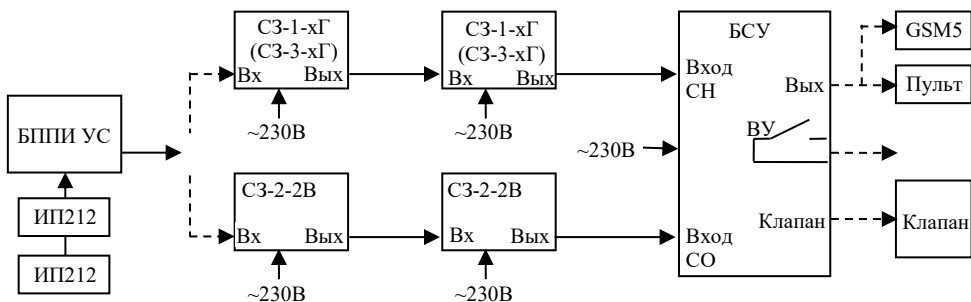 СЗ-1-хГ
(СЗ-3-хГ)
Вх Вых
~230В
СЗ-1-хГ
(СЗ-3-хГ)
Вх Вых
~230В
БСУ
Вход
СН
Вых
GSM5
Пульт
БППИ УС
ИП212
ИП212
~230В
ВУ
СЗ-2-2В
Вх Вых
~230В
СЗ-2-2В
Вх Вых
~230В
Вход
СО
Клапан
Клапан